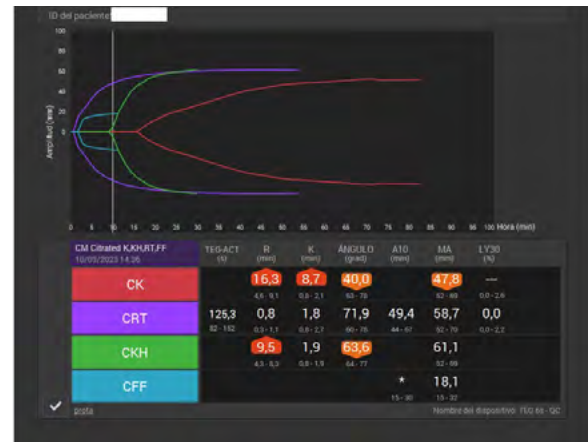 ID del paciente:
100
80
60
40
20
0
Amplitud (mm)
0 5 10 15 20 25 30 35 40 45 50 55 60 65 70 75 80 85 90 95 100 Hora (min)
CM Citrated K,KH,RT,FF TEG-ACT R K ÁNGULO A10 MA LY30
10/05/2023 14:26 (s) (min) (min) (grad) (mm) (mm) (%)
CK 16,3 8,7 40,0 47,8 ---
4,6 - 9,1 0,8 - 2,1 63 - 78 52 - 69 0,0 - 2,6
CRT 125,3 0,8 1,8 71,9 49,4 58,7 0,0
82 - 152 0,3 - 1,1 0,8 - 2,7 60 - 78 44 - 67 52 - 70 0,0 - 2,2
CKH 9,5 1,9 63,6 61,1
4,3 - 8,3 0,8 - 1,9 64 - 77 52 - 69
CFF * 18,1
15 - 30 15 - 32
Nombre del dispositivo: TEG 6s - QC